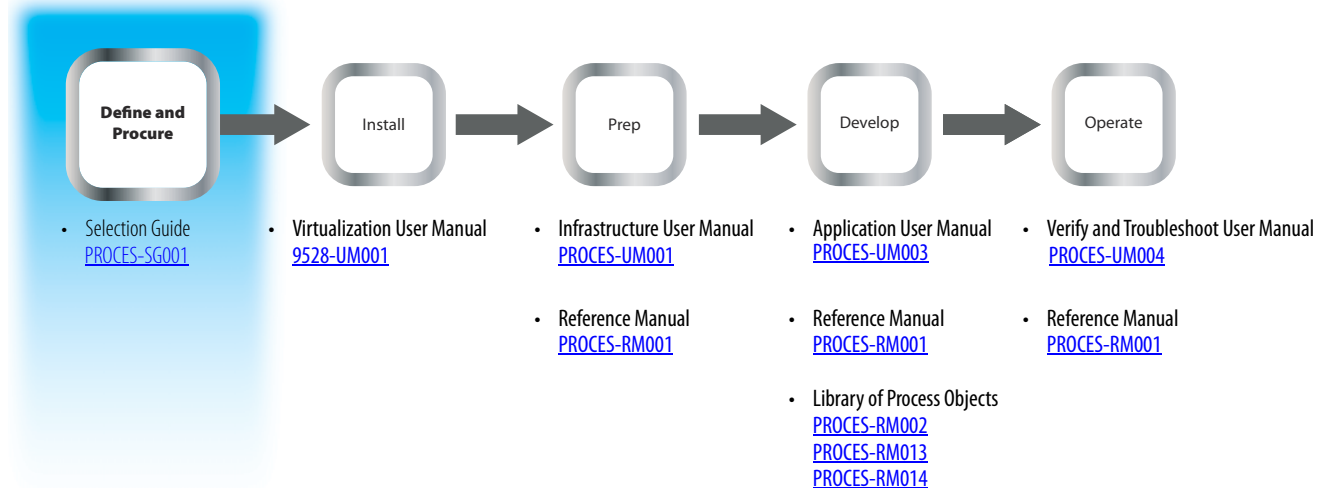 Define and
Procure
Install
Prep
Develop
Operate
• Selection Guide
PROCES-SG001
• Virtualization User Manual
9528-UM001
• Infrastructure User Manual
PROCES-UM001
• Reference Manual
PROCES-RM001
• Application User Manual
PROCES-UM003
• Reference Manual
PROCES-RM001
• Library of Process Objects
PROCES-RM002
PROCES-RM013
PROCES-RM014
• Verify and Troubleshoot User Manual
PROCES-UM004
• Reference Manual
PROCES-RM001